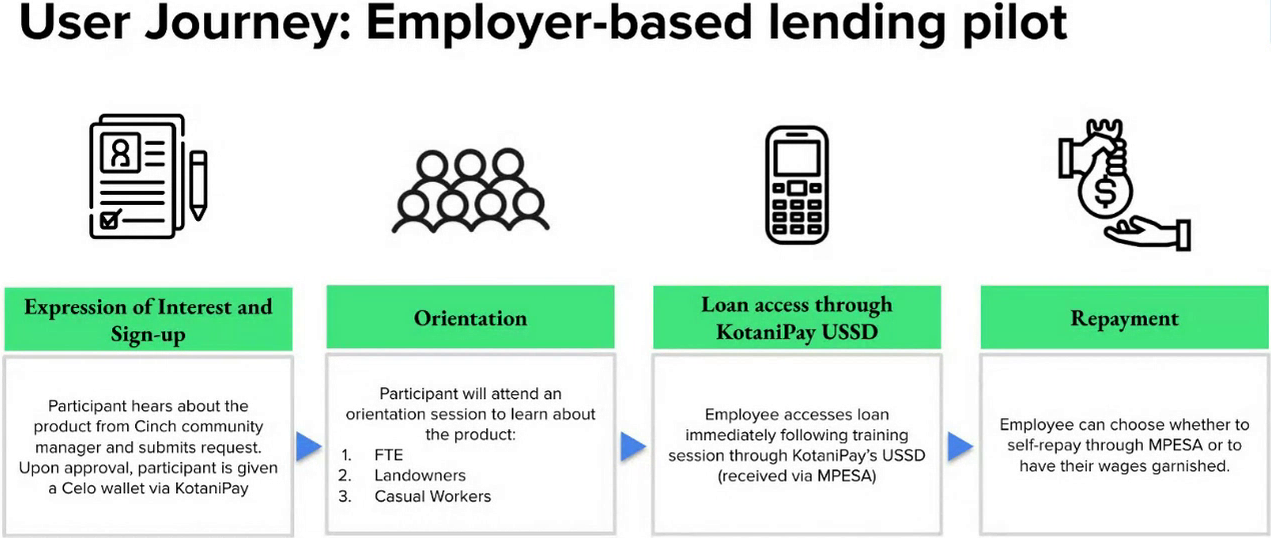 User Journey: Employer-based lending pilot
Expression of Interest and
Sign-up
Participant hears about the
product from Cinch community
manager and submits request.
Upon approval, participant is given
a Celo wallet via KotaniPay
Orientation
Participant will attend an
orientation session to learn about
the product:
1. FTE
2. Landowners
3. Casual Workers
Loan access through
KotaniPay USSD
Employee accesses loan
immediately following training
session through KotaniPay's USSD
(received via MPESA)
Repayment
Employee can choose whether to
self-repay through MPESA or to
have their wages garnished.
$